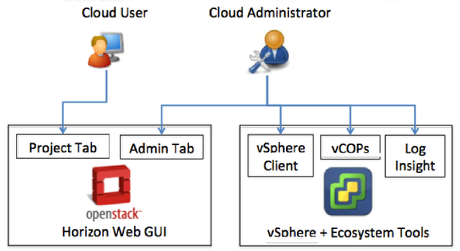 Cloud User
Cloud Administrator
Project Tab
Admin Tab
vSphere
Client
vCOPs
Log
Insight
openstack™
Horizon Web GUI
vSphere + Ecosystem Tools